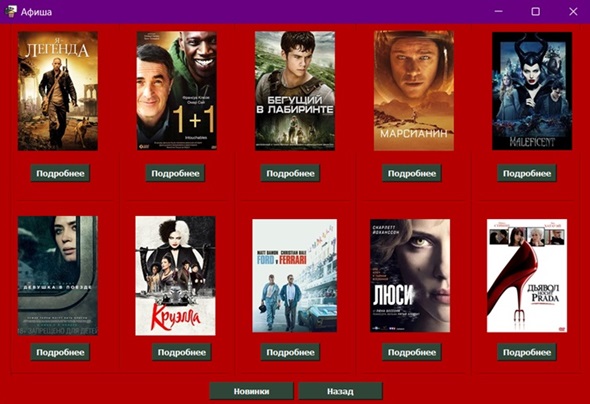 Афиша
Я - ЛЕГЕНДА
Франсуа Клюзе
Омар Си
1+1
Intouchables
БЕГУЩИЙ
В ЛАБИРИНТЕ
МАРСИАНИН
MALEFICENT
Подробнее
Подробнее
Подробнее
Подробнее
Подробнее
ДЕВУШКА В ПОЕЗДЕ
Круэлла
MATT DAMON CHRISTIAN BALE
FORD V FERRARI
СКАРЛЕТТ
ЙОХАНССОН
ЛЮСИ
ДЬЯВОЛ
НОСИТ
PRADA
Подробнее
Подробнее
Подробнее
Подробнее
Подробнее
Новинки
Назад